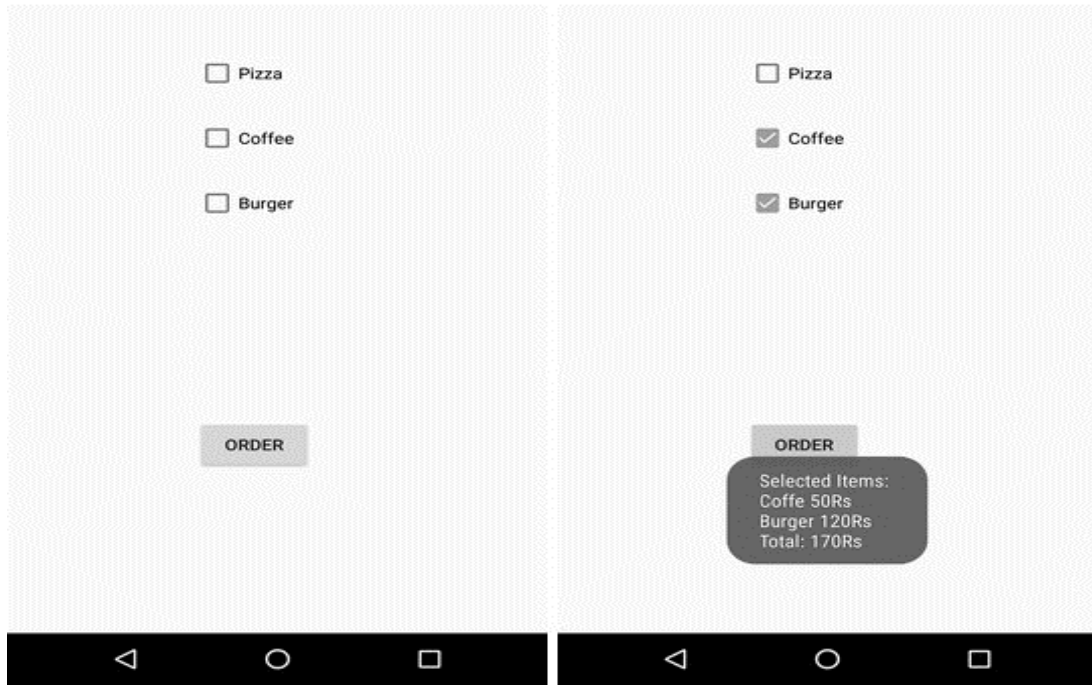 Pizza
Coffee
Burger
ORDER
Pizza
Coffee
Burger
ORDER
Selected Items:
Coffe 50Rs
Burger 120Rs
Total: 170Rs